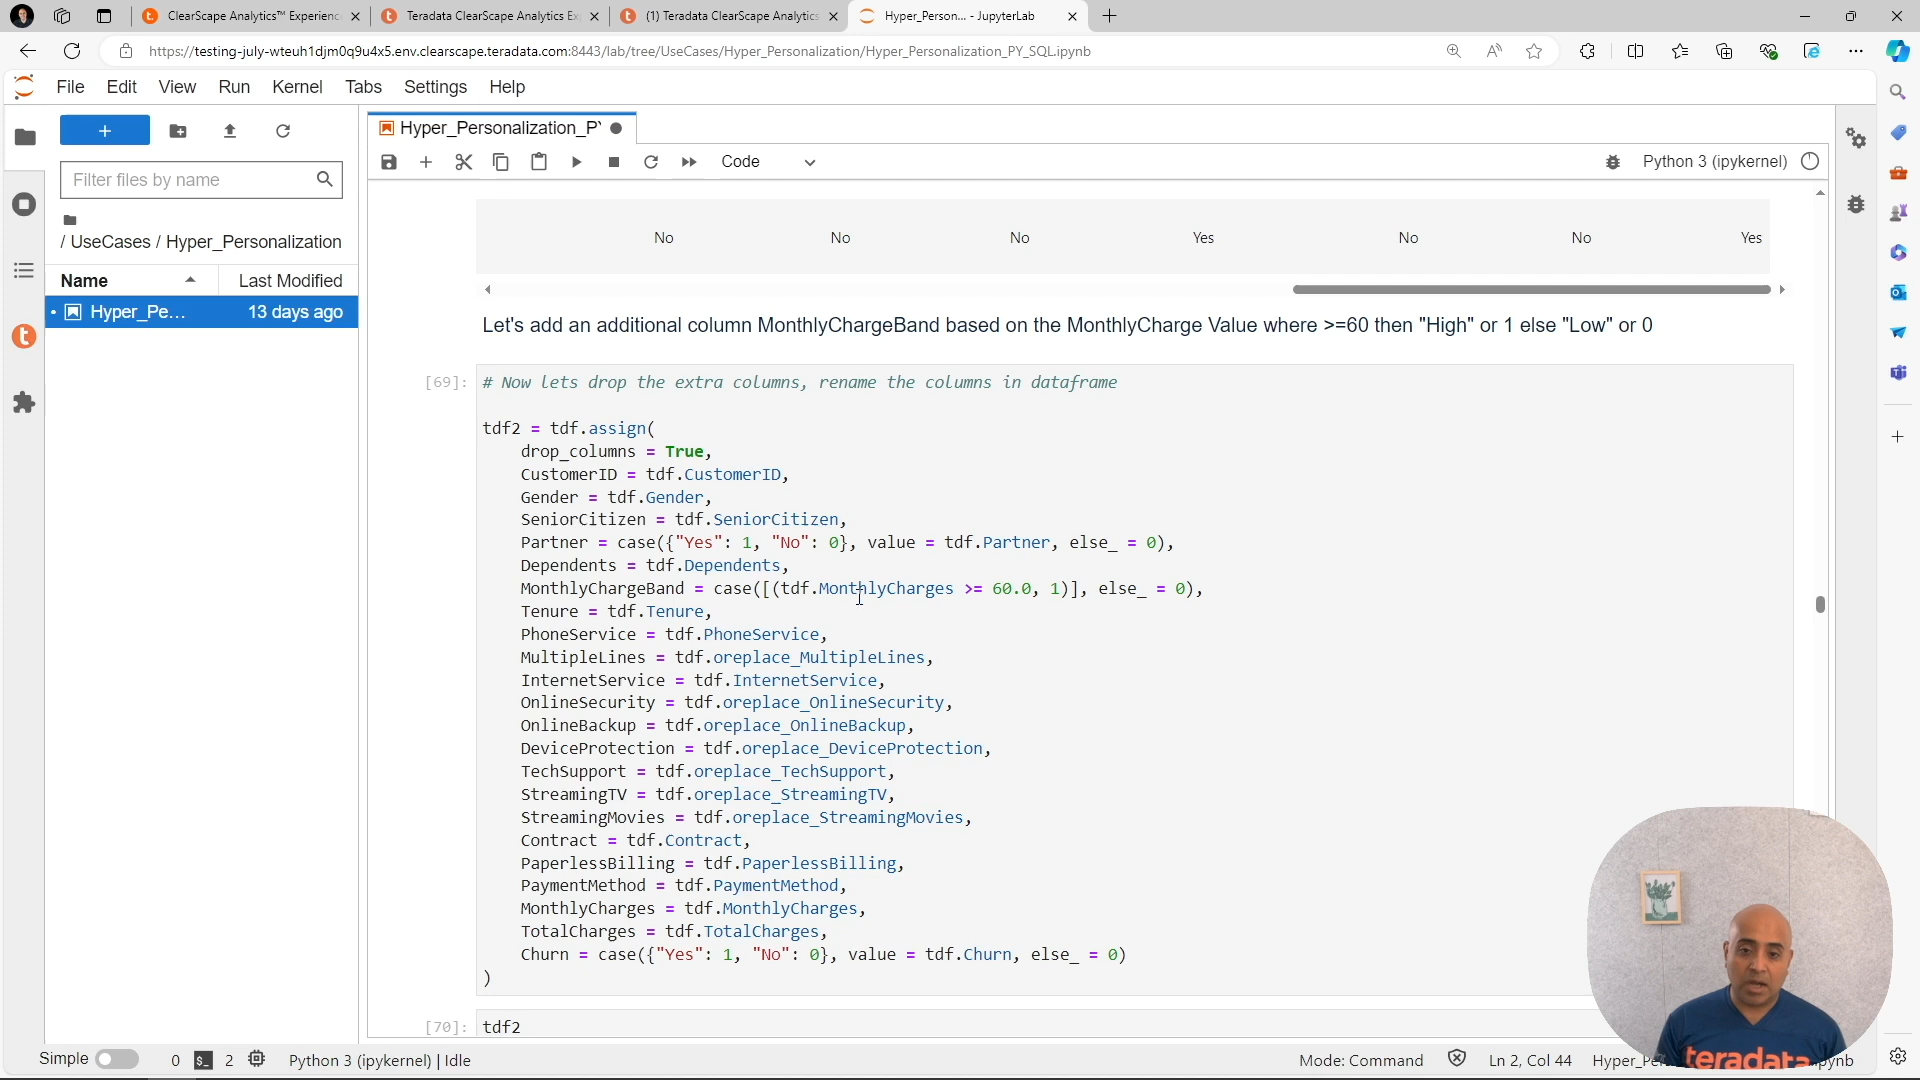 ClearScape Analytics™ Experienc
Teradata ClearScape Analytics Ex
(1) Teradata ClearScape Analytics
Hyper_Person... - JupyterLab
https://testing-july-wteuh1djm0q9u4x5.env.clearscape.teradata.com:8443/lab/tree/UseCases/Hyper_Personalization/Hyper_Personalization_PY_SQL.ipynb
File Edit View Run Kernel Tabs Settings Help
Hyper_Personalization_P
Filter files by name
Code
Python 3 (ipykernel)
/ UseCases / Hyper_Personalization
Name Last Modified
Hyper_Pe... 13 days ago
No No No Yes No No Yes
Let's add an additional column MonthlyChargeBand based on the MonthlyCharge Value where >=60 then "High" or 1 else "Low" or 0
[69]: # Now lets drop the extra columns, rename the columns in dataframe
tdf2 = tdf.assign(
drop_columns = True,
CustomerID = tdf.CustomerID,
Gender = tdf.Gender,
SeniorCitizen = tdf.SeniorCitizen,
Partner = case({"Yes": 1, "No": 0}, value = tdf.Partner, else_ = 0),
Dependents = tdf.Dependents,
MonthlyChargeBand = case([(tdf.MonthlyCharges >= 60.0, 1)], else_ = 0),
Tenure = tdf.Tenure,
PhoneService = tdf.PhoneService,
MultipleLines = tdf.oreplace_MultipleLines,
InternetService = tdf.InternetService,
OnlineSecurity = tdf.oreplace_OnlineSecurity,
OnlineBackup = tdf.oreplace_OnlineBackup,
DeviceProtection = tdf.oreplace_DeviceProtection,
TechSupport = tdf.oreplace_TechSupport,
StreamingTV = tdf.oreplace_StreamingTV,
StreamingMovies = tdf.oreplace_StreamingMovies,
Contract = tdf.Contract,
PaperlessBilling = tdf.PaperlessBilling,
PaymentMethod = tdf.PaymentMethod,
MonthlyCharges = tdf.MonthlyCharges,
TotalCharges = tdf.TotalCharges,
Churn = case({"Yes": 1, "No": 0}, value = tdf.Churn, else_ = 0)
)
[70]: tdf2
Simple 0 2 Python 3 (ipykernel) | Idle Mode: Command Ln 2, Col 44 Hyper_Pe ipynb
teradata